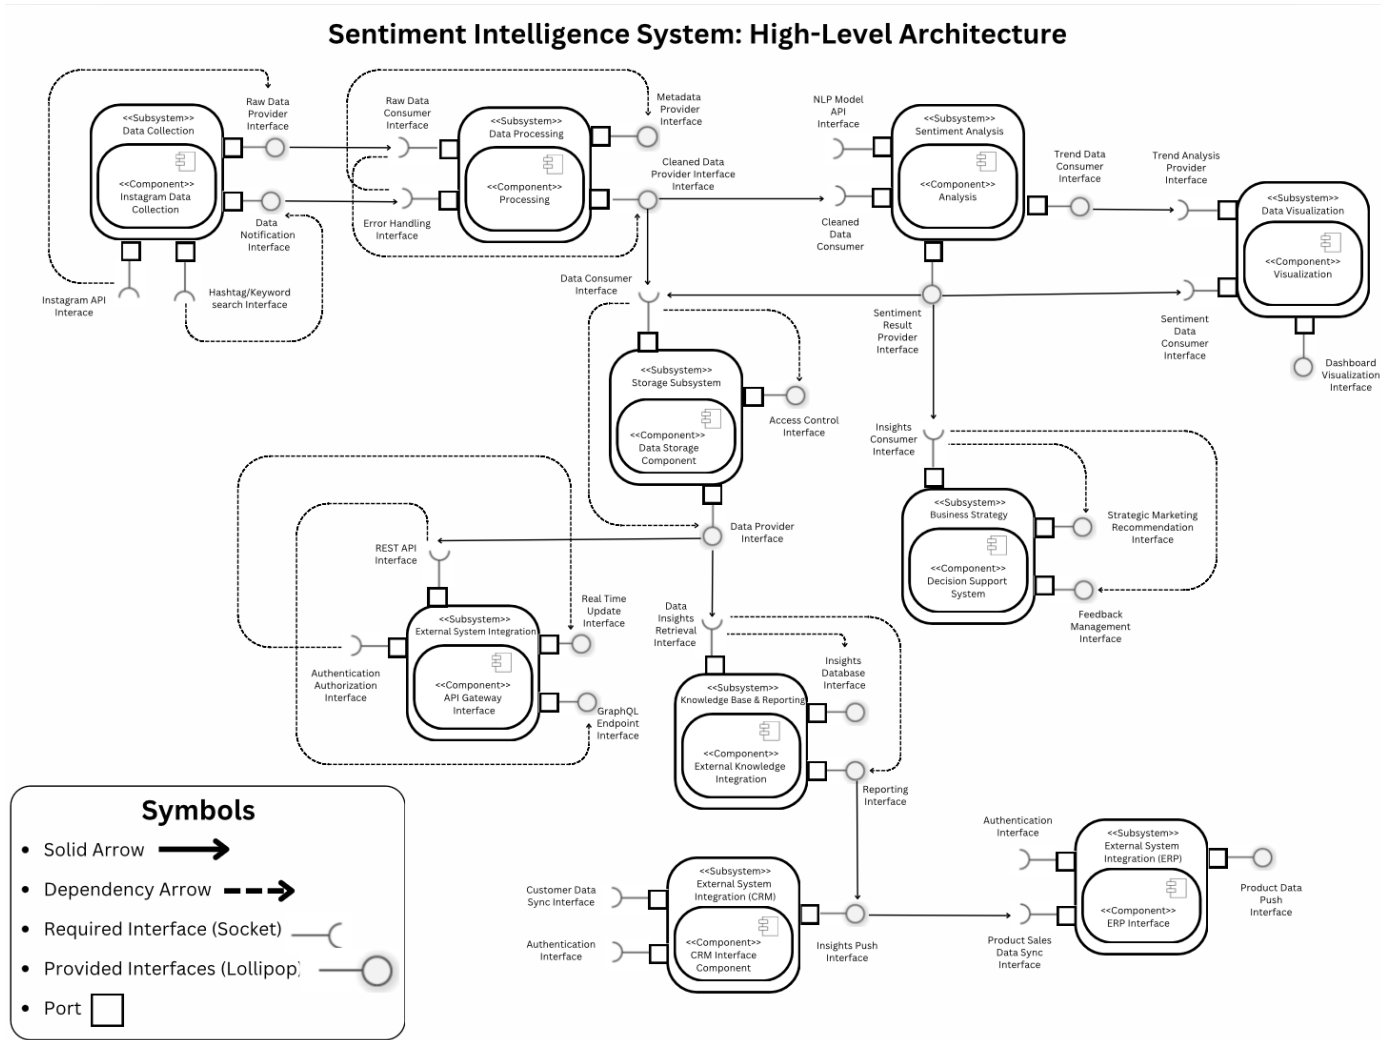 Sentiment Intelligence System: High-Level Architecture
Raw Data
Provider
Interface
<<Subsystem>>
Data Collection
<<Component>>
Instagram Data
Collection
Data
Notification
Interface
Instagram API
Interace
Hashtag/Keyword
search Interface
Raw Data
Consumer
Interface
<<Subsystem>>
Data Processing
<<Component>>
Processing
Error Handling
Interface
Metadata
Provider
Interface
Cleaned Data
Provider Interface
Interface
NLP Model
API
Interface
<<Subsystem>>
Sentiment Analysis
<<Component>>
Analysis
Cleaned
Data
Consumer
Trend Data
Consumer
Interface
Trend Analysis
Provider
Interface
<<Subsystem>>
Data Visualization
<<Component>>
Visualization
Sentiment
Data
Consumer
Interface
Dashboard
Visualization
Interface
Sentiment
Result
Provider
Interface
Data Consumer
Interface
<<Subsystem>>
Storage Subsystem
<<Component>>
Data Storage
Component
Access Control
Interface
Data Provider
Interface
Insights
Consumer
Interface
<<Subsystem>>
Business Strategy
<<Component>>
Decision Support
System
Strategic Marketing
Recommendation
Interface
Feedback
Management
Interface
REST API
Interface
<<Subsystem>>
External System Integration
<<Component>>
API Gateway
Interface
Authentication
Authorization
Interface
Real Time
Update
Interface
GraphQL
Endpoint
Interface
Data
Insights
Retrieval
Interface
<<Subsystem>>
Knowledge Base & Reporting
<<Component>>
External Knowledge
Integration
Insights
Database
Interface
Reporting
Interface
Customer Data
Sync Interface
Authentication
Interface
<<Subsystem>>
External System
Integration (CRM)
<<Component>>
CRM Interface
Component
Insights Push
Interface
Authentication
Interface
Product Sales
Data Sync
Interface
<<Subsystem>>
External System
Integration (ERP)
<<Component>>
ERP Interface
Product Data
Push
Interface
Symbols
• Solid Arrow
• Dependency Arrow
• Required Interface (Socket)
• Provided Interfaces (Lollipop)
• Port